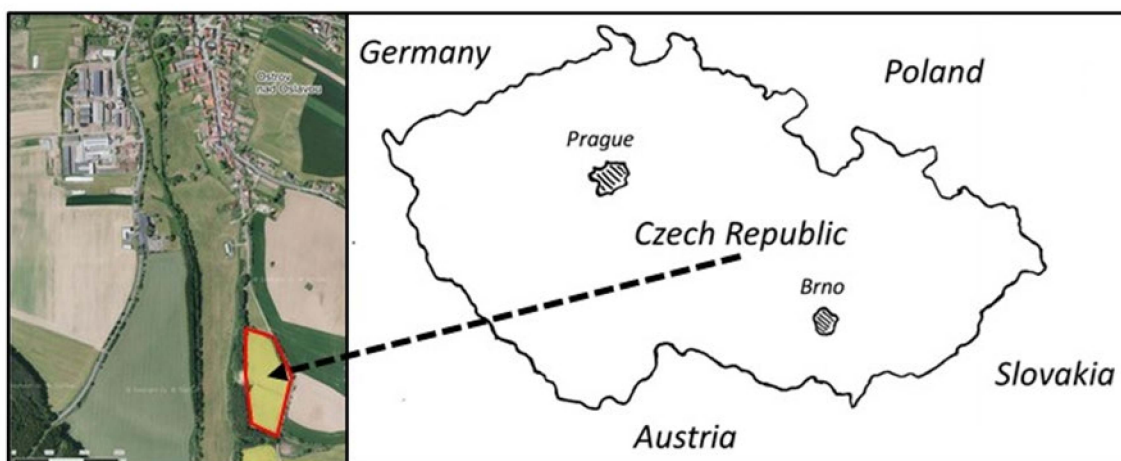 Ostrov
nad Oslavou
Germany
Poland
Prague
Czech Republic
Brno
Slovakia
Austria